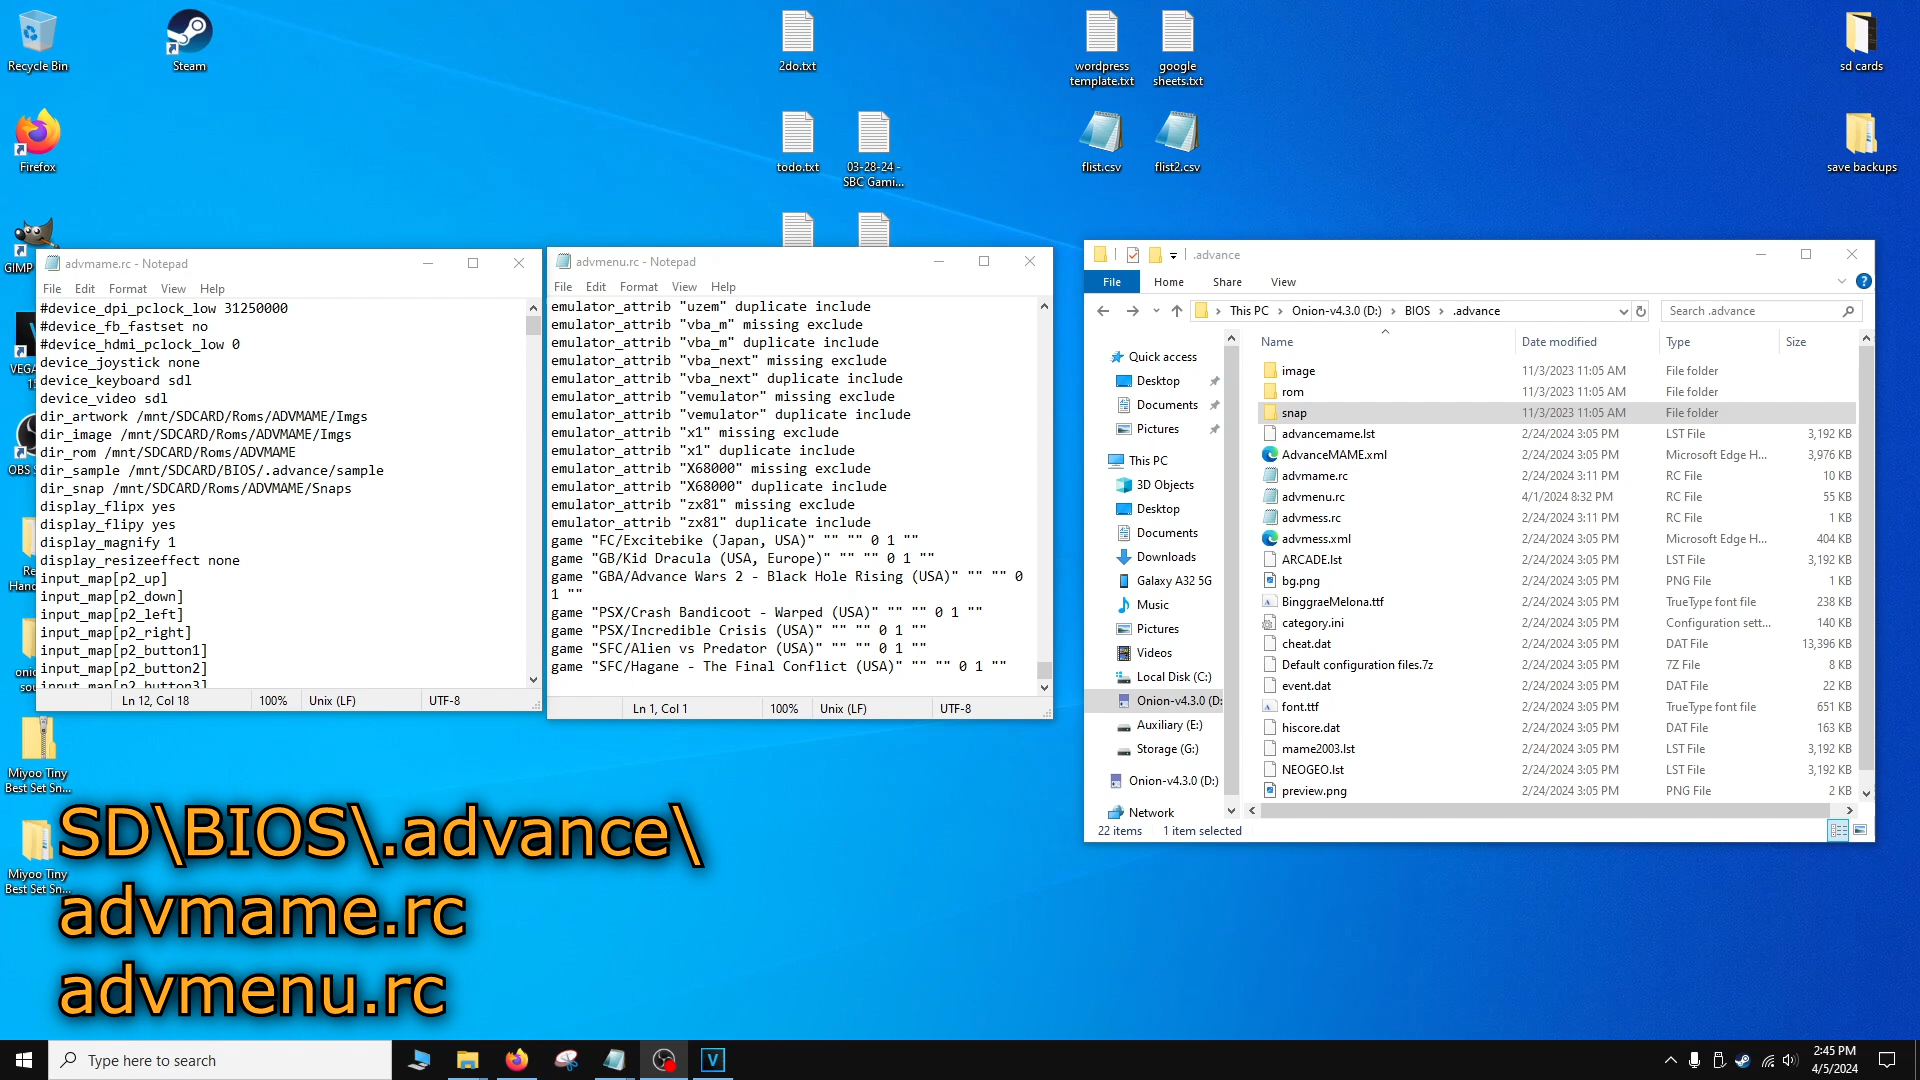 Recycle Bin
Steam
2do.txt
wordpress
template.txt
google
sheets.txt
sd cards
Firefox
todo.txt
03-28-24 -
SBC Gami...
flist.csv
flist2.csv
save backups
GIMP
VEGA
OBS S
Miyoo Tiny
Best Set Sn...
Miyoo Tiny
Best Set Sn...
advmame.rc - Notepad
File Edit Format View Help
#device_dpi_pclock_low 31250000
#device_fb_fastset no
#device_hdmi_pclock_low 0
device_joystick none
device_keyboard sdl
device_video sdl
dir_artwork /mnt/SDCARD/Roms/ADVMAME/Imgs
dir_image /mnt/SDCARD/Roms/ADVMAME/Imgs
dir_rom /mnt/SDCARD/Roms/ADVMAME
dir_sample /mnt/SDCARD/BIOS/.advance/sample
dir_snap /mnt/SDCARD/Roms/ADVMAME/Snaps
display_flipx yes
display_flipy yes
display_magnify 1
display_resizeeffect none
input_map[p2_up]
input_map[p2_down]
input_map[p2_left]
input_map[p2_right]
input_map[p2_button1]
input_map[p2_button2]
input_map[p2_button3]
Ln 12, Col 18 100% Unix (LF) UTF-8
advmenu.rc - Notepad
File Edit Format View Help
emulator_attrib "uzem" duplicate include
emulator_attrib "vba_m" missing exclude
emulator_attrib "vba_m" duplicate include
emulator_attrib "vba_next" missing exclude
emulator_attrib "vba_next" duplicate include
emulator_attrib "vemulator" missing exclude
emulator_attrib "vemulator" duplicate include
emulator_attrib "x1" missing exclude
emulator_attrib "x1" duplicate include
emulator_attrib "X68000" missing exclude
emulator_attrib "X68000" duplicate include
emulator_attrib "zx81" missing exclude
emulator_attrib "zx81" duplicate include
game "FC/Excitebike (Japan, USA)" "" "" 0 1 ""
game "GB/Kid Dracula (USA, Europe)" "" "" 0 1 ""
game "GBA/Advance Wars 2 - Black Hole Rising (USA)" "" "" 0
1 ""
game "PSX/Crash Bandicoot - Warped (USA)" "" "" 0 1 ""
game "PSX/Incredible Crisis (USA)" "" "" 0 1 ""
game "SFC/Alien vs Predator (USA)" "" "" 0 1 ""
game "SFC/Hagane - The Final Conflict (USA)" "" "" 0 1 ""
Ln 1, Col 1 100% Unix (LF) UTF-8
.advance
File Home Share View
This PC > Onion-v4.3.0 (D:) > BIOS > .advance
Search .advance
Quick access
Desktop
Documents
Pictures
This PC
3D Objects
Desktop
Documents
Downloads
Galaxy A32 5G
Music
Pictures
Videos
Local Disk (C:)
Onion-v4.3.0 (D:
Auxiliary (E:)
Storage (G:)
Onion-v4.3.0 (D:)
Network
Name Date modified Type Size
image 11/3/2023 11:05 AM File folder
rom 11/3/2023 11:05 AM File folder
snap 11/3/2023 11:05 AM File folder
advancemame.lst 2/24/2024 3:05 PM LST File 3,192 KB
AdvanceMAME.xml 2/24/2024 3:05 PM Microsoft Edge H... 3,976 KB
advmame.rc 2/24/2024 3:11 PM RC File 10 KB
advmenu.rc 4/1/2024 8:32 PM RC File 55 KB
advmess.rc 2/24/2024 3:11 PM RC File 1 KB
advmess.xml 2/24/2024 3:05 PM Microsoft Edge H... 404 KB
ARCADE.lst 2/24/2024 3:05 PM LST File 3,192 KB
bg.png 2/24/2024 3:05 PM PNG File 1 KB
BinggraeMelona.ttf 2/24/2024 3:05 PM TrueType font file 238 KB
category.ini 2/24/2024 3:05 PM Configuration sett... 140 KB
cheat.dat 2/24/2024 3:05 PM DAT File 13,396 KB
Default configuration files.7z 2/24/2024 3:05 PM 7Z File 8 KB
event.dat 2/24/2024 3:05 PM DAT File 22 KB
font.ttf 2/24/2024 3:05 PM TrueType font file 651 KB
hiscore.dat 2/24/2024 3:05 PM DAT File 163 KB
mame2003.lst 2/24/2024 3:05 PM LST File 3,192 KB
NEOGEO.lst 2/24/2024 3:05 PM LST File 3,192 KB
preview.png 2/24/2024 3:05 PM PNG File 2 KB
22 items 1 item selected
SD\BIOS\.advance\
advmame.rc
advmenu.rc
Type here to search
2:45 PM
4/5/2024